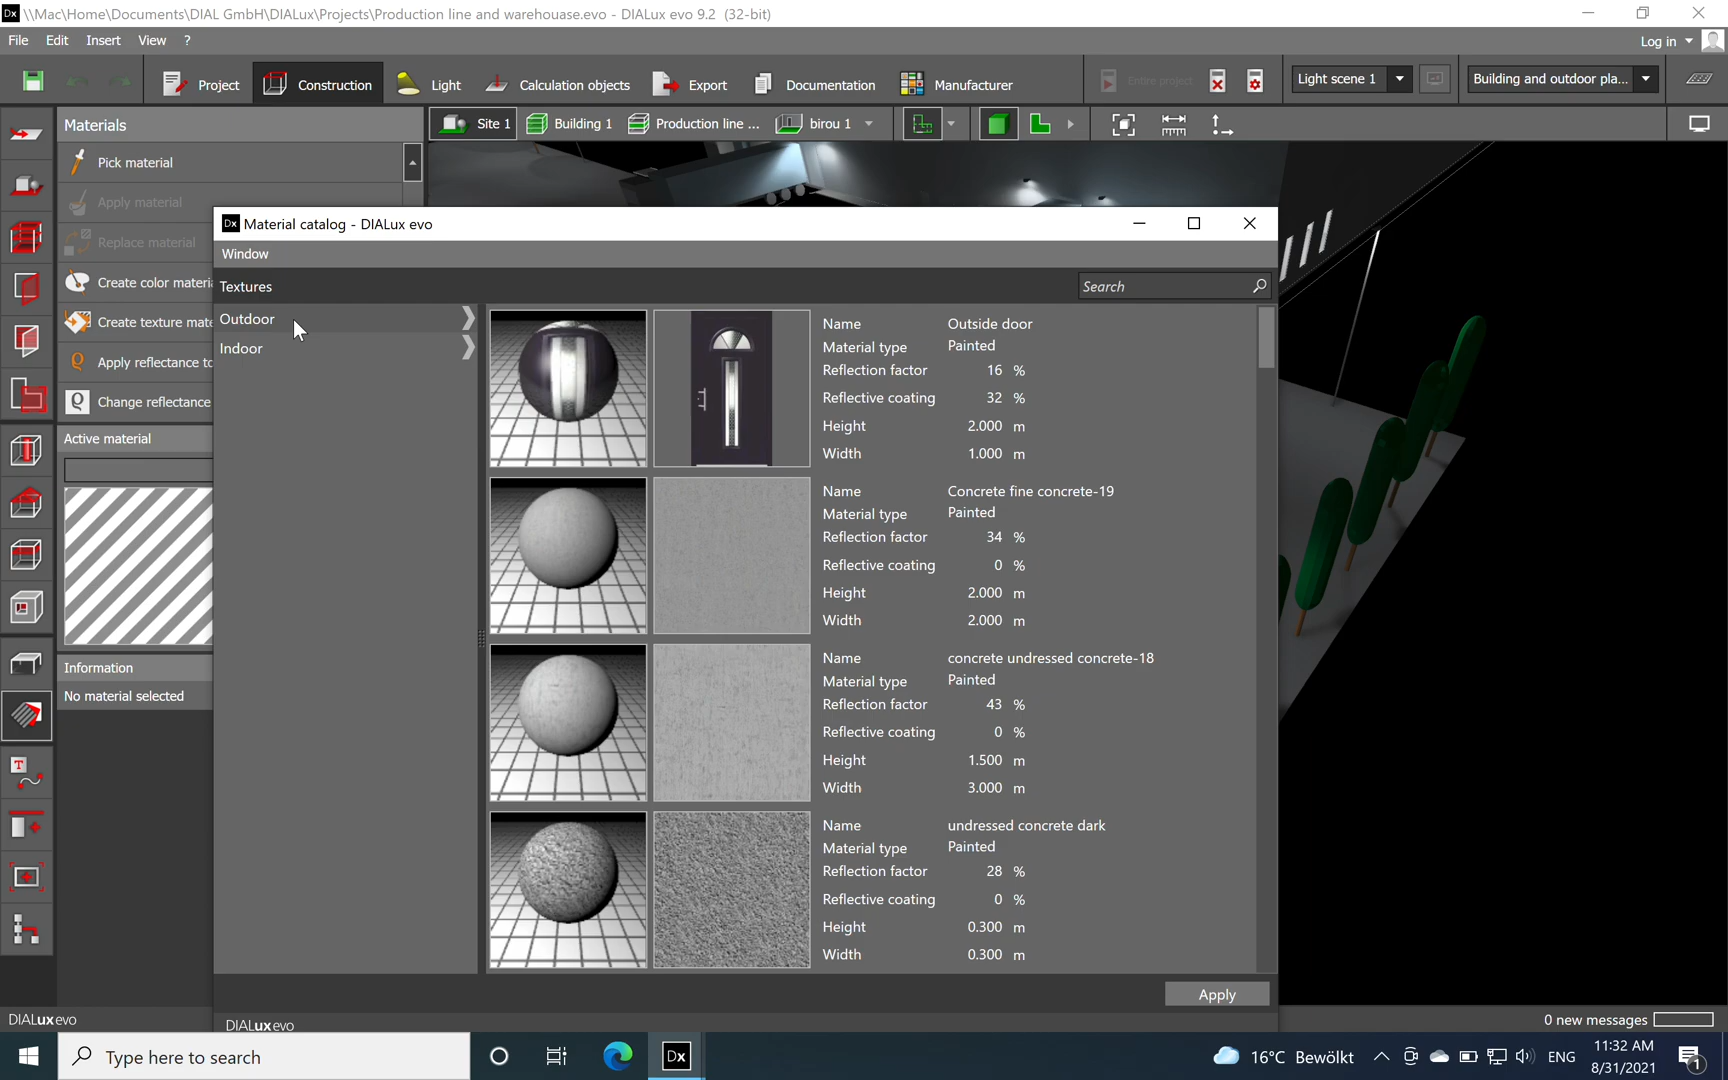 Dx \\Mac\Home\Documents\DIAL GmbH\DIALux\Projects\Production line and warehouase.evo - DIALux evo 9.2 (32-bit)
File Edit Insert View ? Log in
Project Construction Light Calculation objects Export Documentation Manufacturer Entire project Light scene 1 Building and outdoor pla...
Materials Site 1 Building 1 Production line ... birou 1
Pick material
Apply material
Replace material
Create color materi
Create texture mate
Apply reflectance to
Change reflectance
Active material
Information
No material selected
DIALux evo
Dx Material catalog - DIALux evo
Window
Textures Search
Outdoor
Indoor
Name Outside door
Material type Painted
Reflection factor 16 %
Reflective coating 32 %
Height 2.000 m
Width 1.000 m
Name Concrete fine concrete-19
Material type Painted
Reflection factor 34 %
Reflective coating 0 %
Height 2.000 m
Width 2.000 m
Name concrete undressed concrete-18
Material type Painted
Reflection factor 43 %
Reflective coating 0 %
Height 1.500 m
Width 3.000 m
Name undressed concrete dark
Material type Painted
Reflection factor 28 %
Reflective coating 0 %
Height 0.300 m
Width 0.300 m
Apply
DIALux evo
0 new messages
Type here to search Dx 16°C Bewölkt ENG 11:32 AM
8/31/2021 1